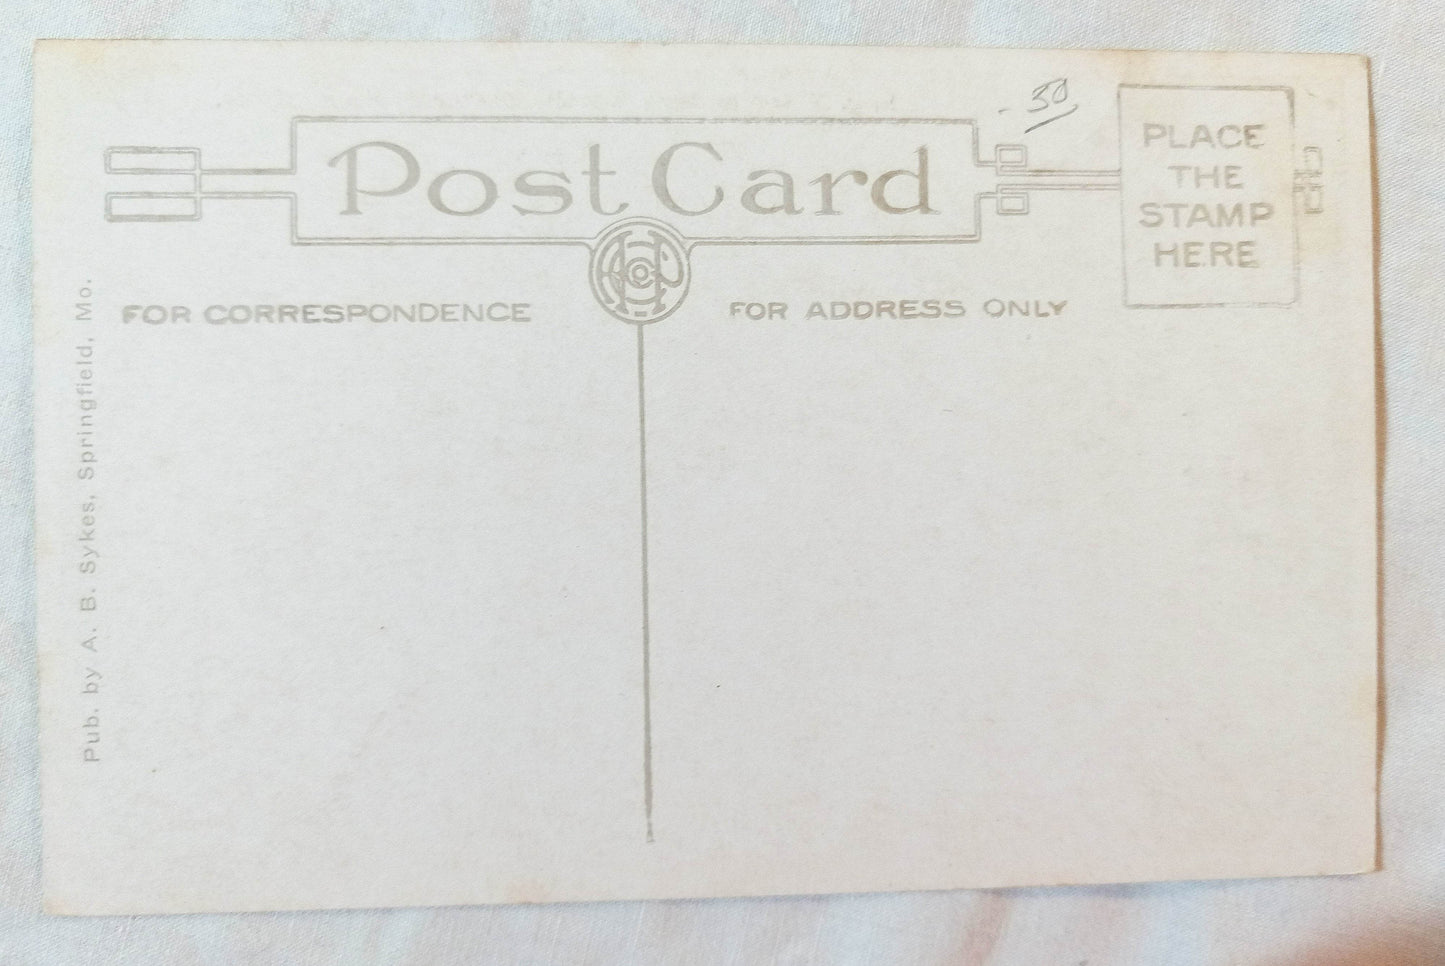 - 30
Post Card
PLACE
THE
STAMP
HERE
FOR CORRESPONDENCE
FOR ADDRESS ONLY
Pub. by A. B. Sykes, Springfield, Mo.